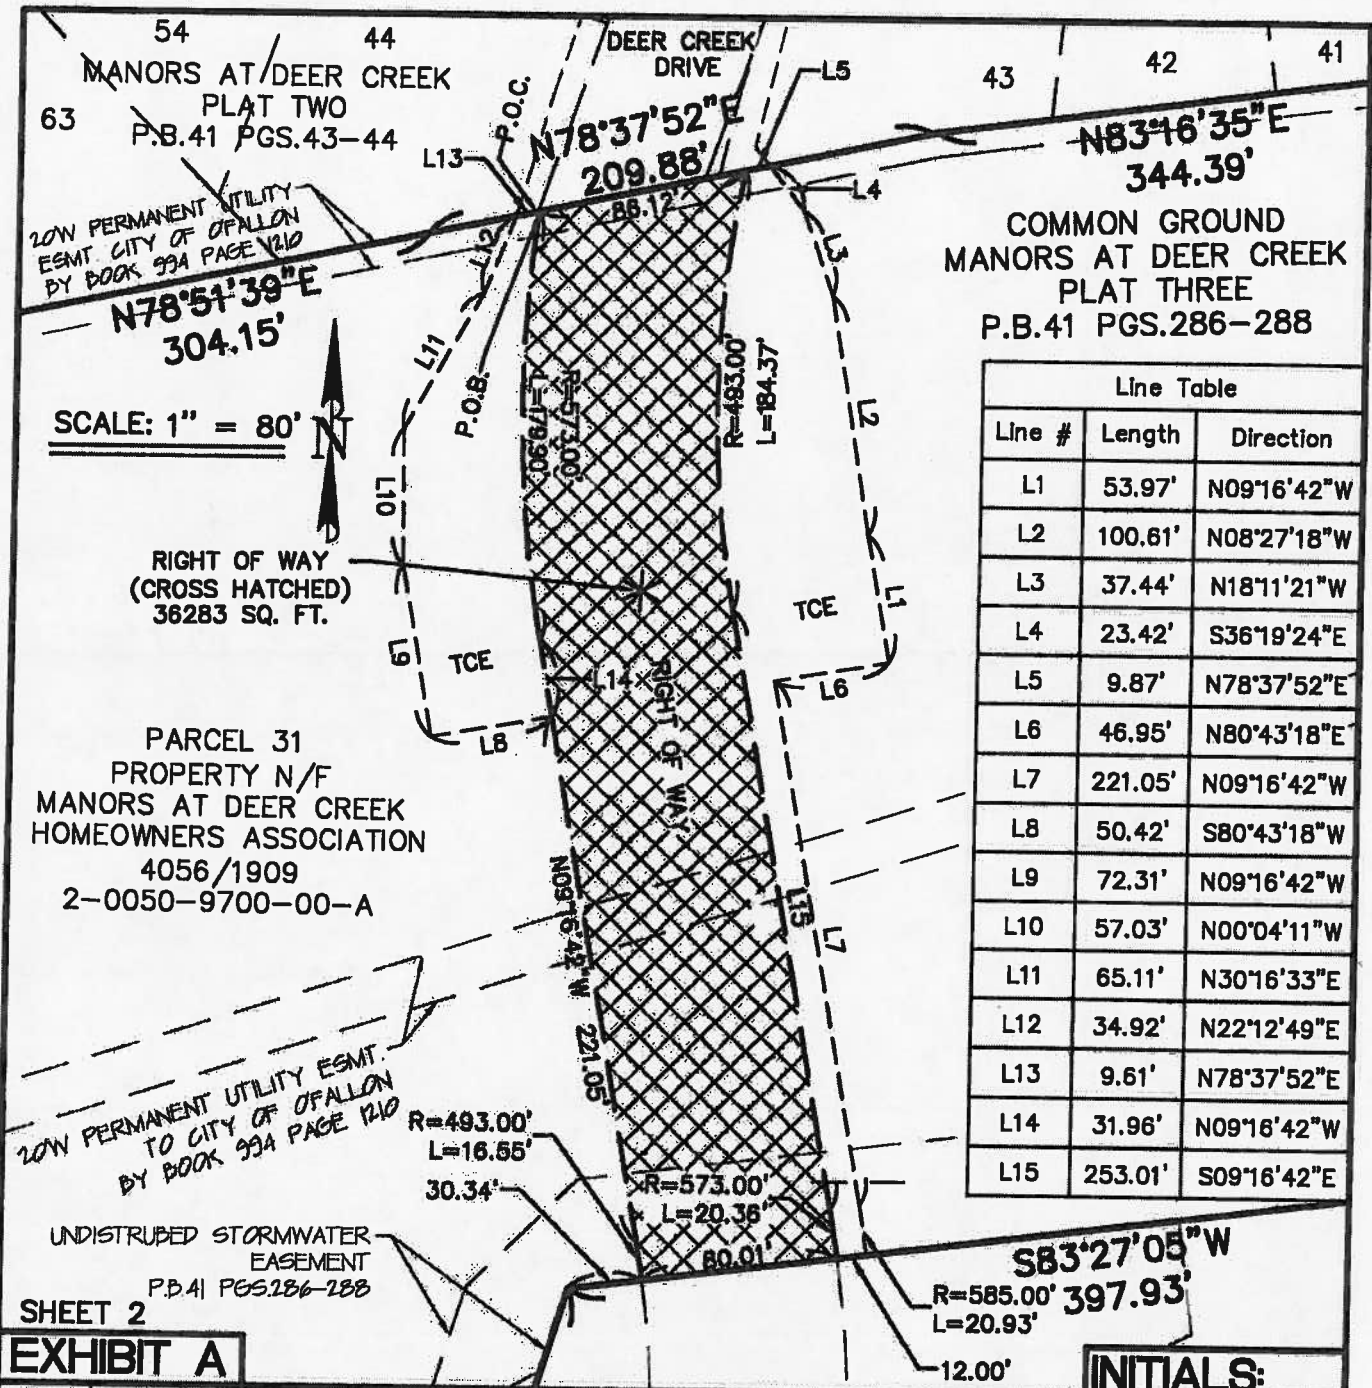 54
44
DEER CREEK
DRIVE
MANORS AT DEER CREEK
PLAT TWO
P.B.41 PGS.43-44
63
L13
P.O.C.
N78°37'52"E
209.88'
L5
43
42
41
N83°16'35"E
344.39'
L4
88.12'
20'W PERMANENT UTILITY
ESMT. CITY OF OFALLON
BY BOOK 994 PAGE 1210
N78°51'39"E
304.15'
L12
L3
COMMON GROUND
MANORS AT DEER CREEK
PLAT THREE
P.B.41 PGS.286-288
L11
P.O.B.
R=573.00'
L=179.90'
R=493.00'
L=184.37'
L2
SCALE: 1" = 80'
N
L10
RIGHT OF WAY
(CROSS HATCHED)
36283 SQ. FT.
TCE
L1
L9
TCE
L14
L6
L8
RIGHT OF WAY
PARCEL 31
PROPERTY N/F
MANORS AT DEER CREEK
HOMEOWNERS ASSOCIATION
4056/1909
2-0050-9700-00-A
N09°16'42"W 221.05'
L15
L7
Line Table
Line # Length Direction
L1 53.97' N09°16'42"W
L2 100.61' N08°27'18"W
L3 37.44' N18°11'21"W
L4 23.42' S36°19'24"E
L5 9.87' N78°37'52"E
L6 46.95' N80°43'18"E
L7 221.05' N09°16'42"W
L8 50.42' S80°43'18"W
L9 72.31' N09°16'42"W
L10 57.03' N00°04'11"W
L11 65.11' N30°16'33"E
L12 34.92' N22°12'49"E
L13 9.61' N78°37'52"E
L14 31.96' N09°16'42"W
L15 253.01' S09°16'42"E
20'W PERMANENT UTILITY ESMT.
TO CITY OF OFALLON
BY BOOK 994 PAGE 1210
R=493.00'
L=16.55'
30.34'
R=573.00'
L=20.36'
80.01'
UNDISTRUBED STORMWATER
EASEMENT
P.B.41 PGS.286-288
S83°27'05"W
397.93'
R=585.00'
L=20.93'
12.00'
SHEET 2
EXHIBIT A
INITIALS: